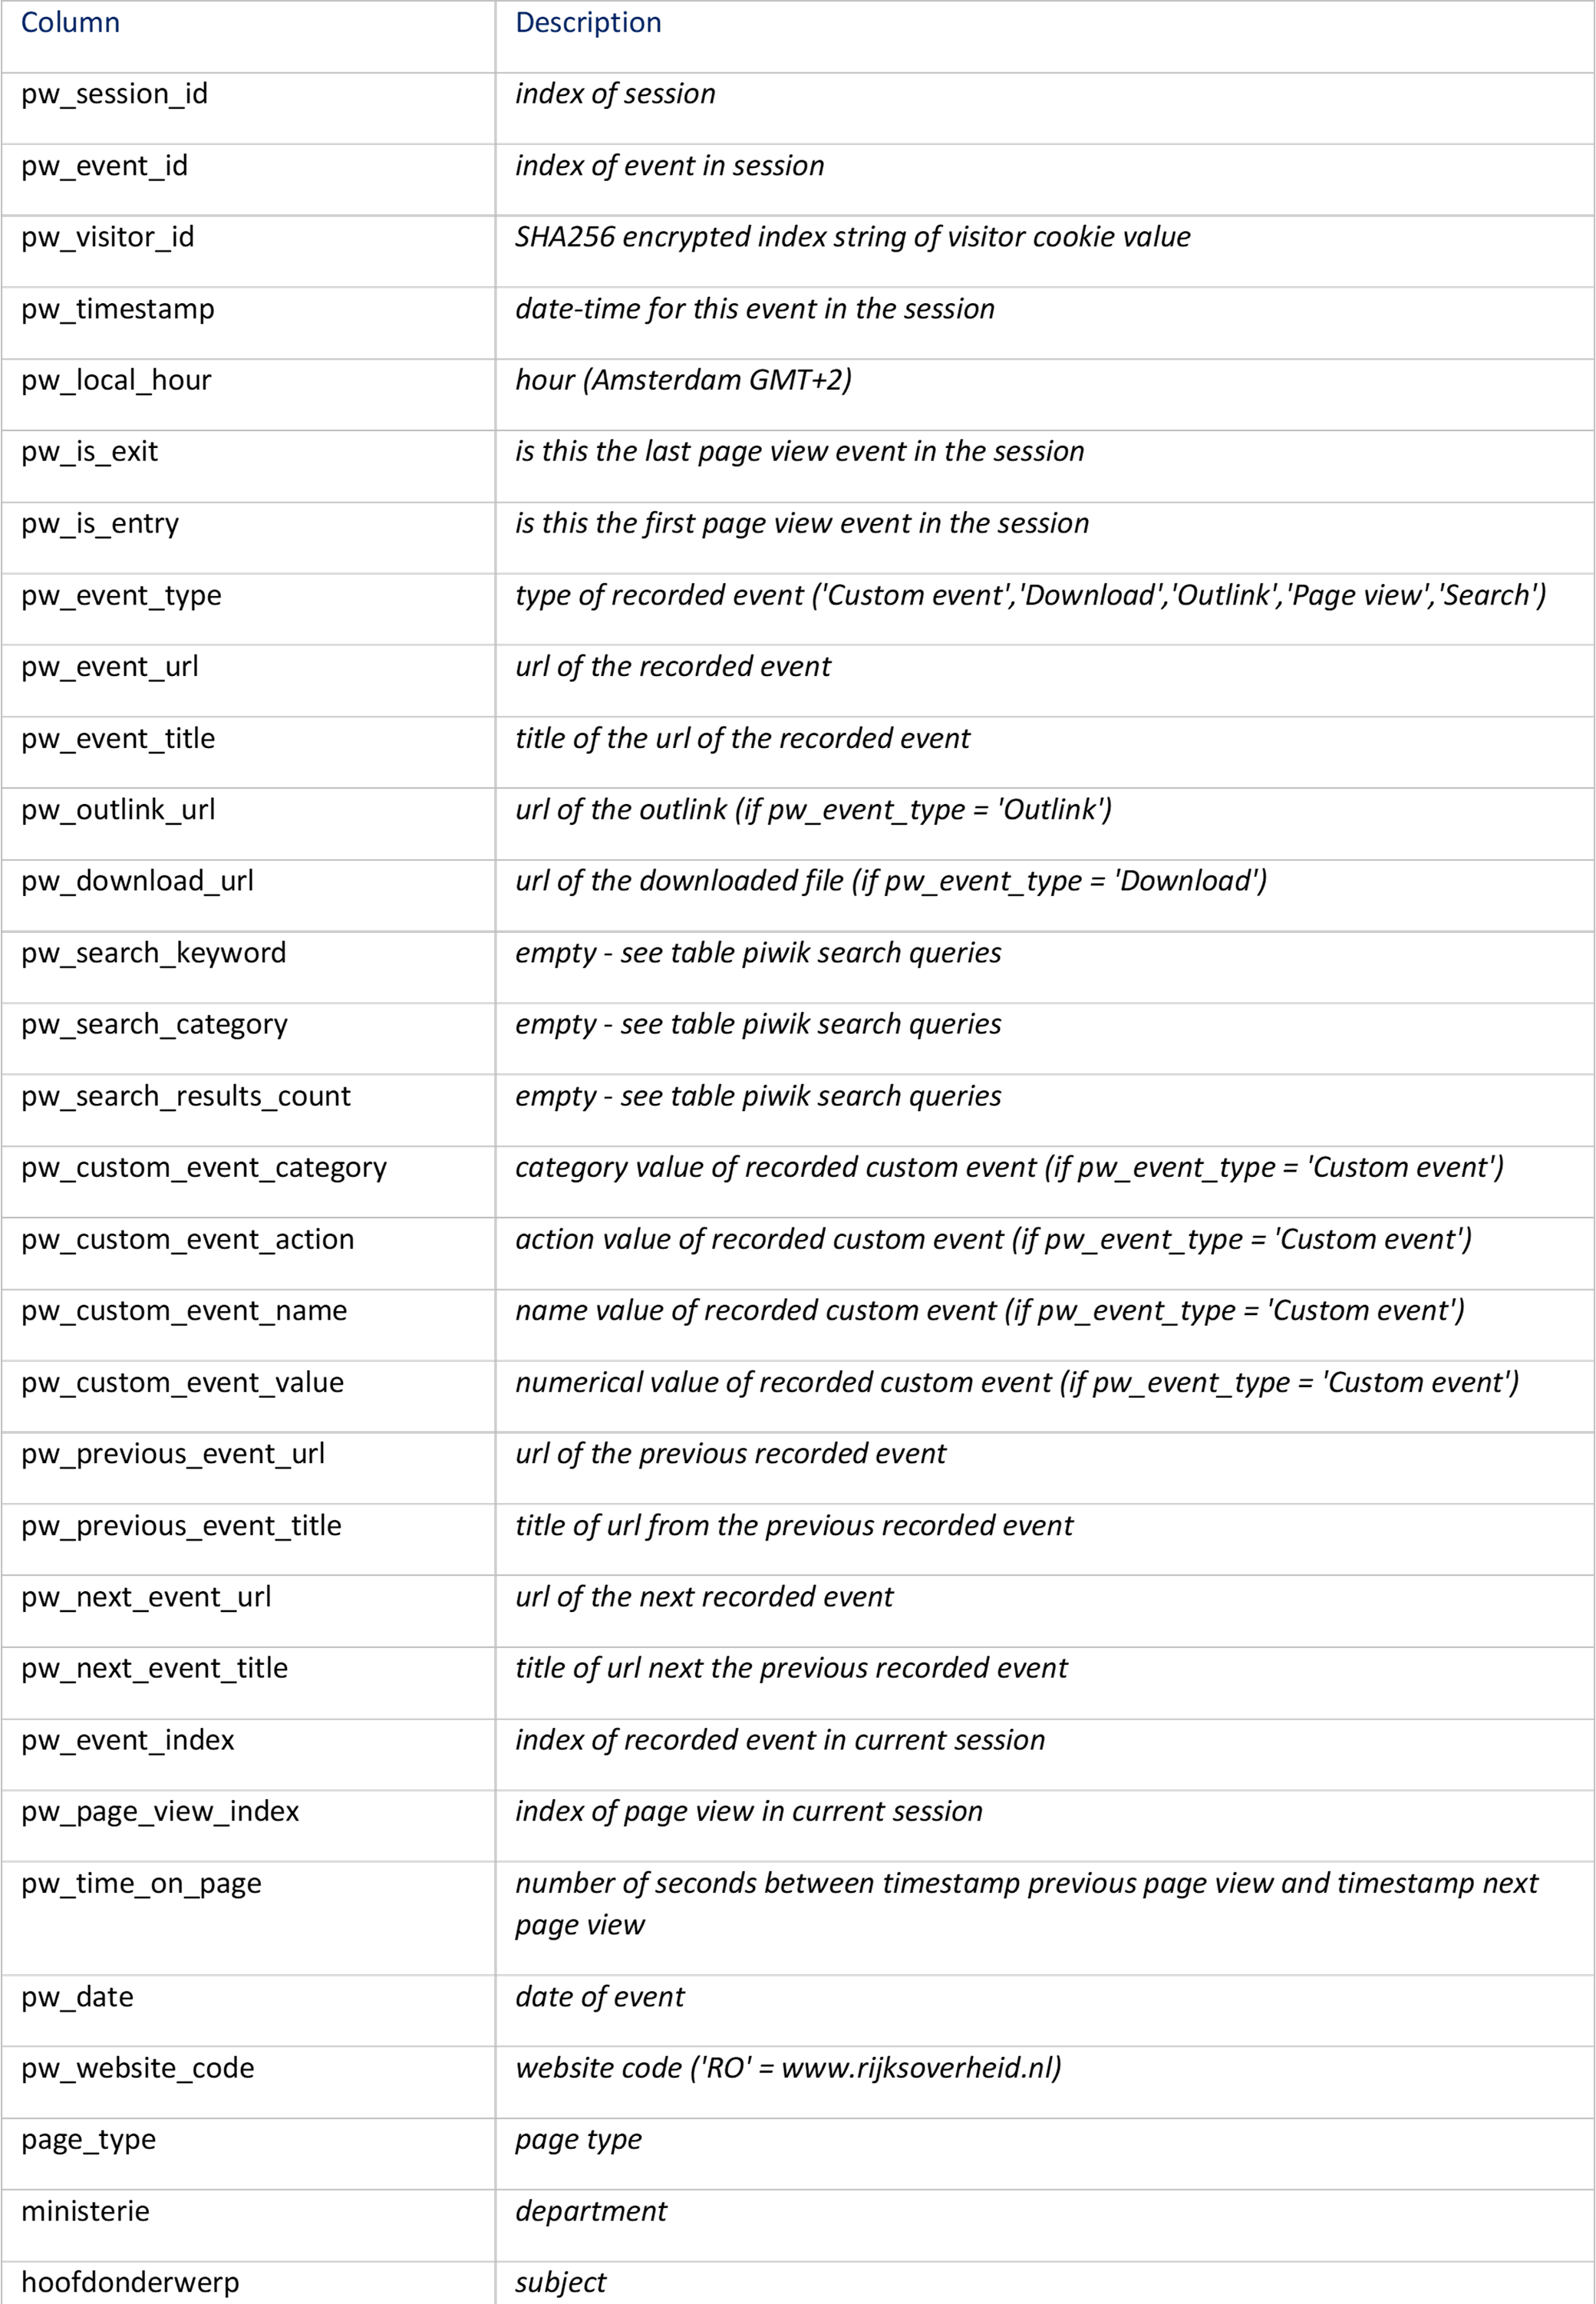 Column Description
pw_session_id index of session
pw_event_id index of event in session
pw_visitor_id SHA256 encrypted index string of visitor cookie value
pw_timestamp date-time for this event in the session
pw_local_hour hour (Amsterdam GMT+2)
pw_is_exit is this the last page view event in the session
pw_is_entry is this the first page view event in the session
pw_event_type type of recorded event ('Custom event','Download','Outlink','Page view','Search')
pw_event_url url of the recorded event
pw_event_title title of the url of the recorded event
pw_outlink_url url of the outlink (if pw_event_type = 'Outlink')
pw_download_url url of the downloaded file (if pw_event_type = 'Download')
pw_search_keyword empty - see table piwik search queries
pw_search_category empty - see table piwik search queries
pw_search_results_count empty - see table piwik search queries
pw_custom_event_category category value of recorded custom event (if pw_event_type = 'Custom event')
pw_custom_event_action action value of recorded custom event (if pw_event_type = 'Custom event')
pw_custom_event_name name value of recorded custom event (if pw_event_type = 'Custom event')
pw_custom_event_value numerical value of recorded custom event (if pw_event_type = 'Custom event')
pw_previous_event_url url of the previous recorded event
pw_previous_event_title title of url from the previous recorded event
pw_next_event_url url of the next recorded event
pw_next_event_title title of url next the previous recorded event
pw_event_index index of recorded event in current session
pw_page_view_index index of page view in current session
pw_time_on_page number of seconds between timestamp previous page view and timestamp next
page view
pw_date date of event
pw_website_code website code ('RO' = www.rijksoverheid.nl)
page_type page type
ministerie department
hoofdonderwerp subject